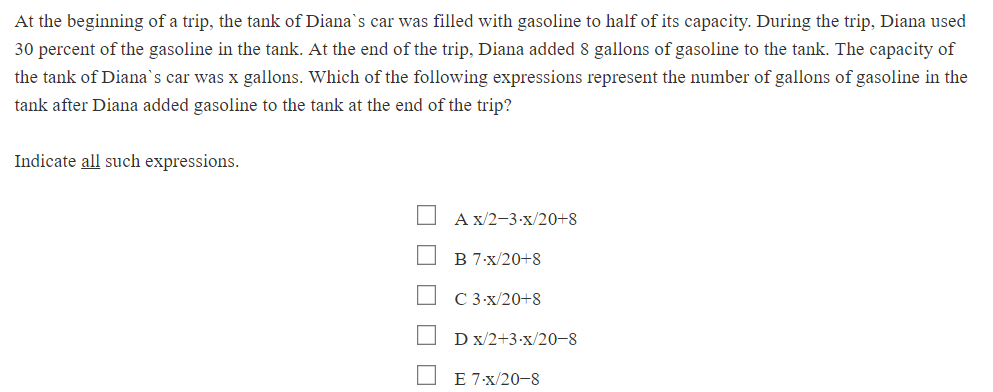 At the beginning of a trip, the tank of Diana`s car was filled with gasoline to half of its capacity. During the trip, Diana used
30 percent of the gasoline in the tank. At the end of the trip, Diana added 8 gallons of gasoline to the tank. The capacity of
the tank of Diana`s car was x gallons. Which of the following expressions represent the number of gallons of gasoline in the
tank after Diana added gasoline to the tank at the end of the trip?
Indicate all such expressions.
A x/2−3·x/20+8
B 7·x/20+8
C 3·x/20+8
D x/2+3·x/20−8
E 7·x/20−8